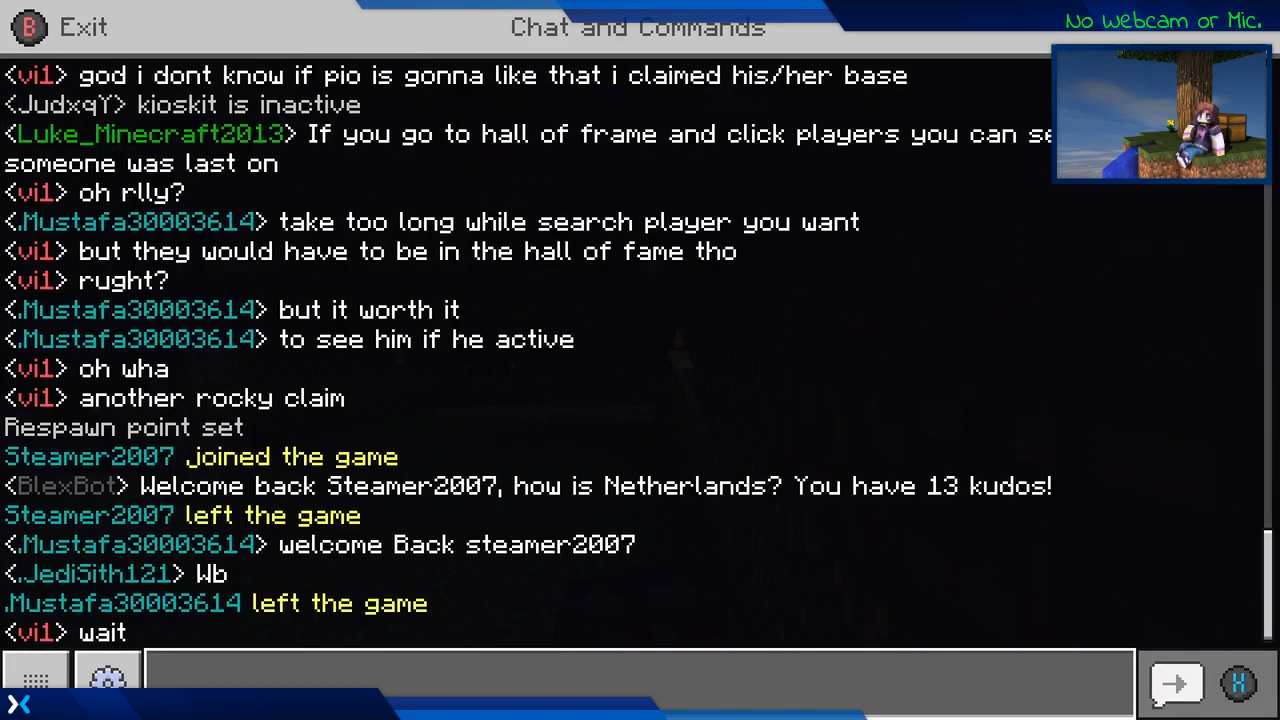 B Exit
Chat and Commands
No Webcam or Mic.
<vi1> god i dont know if pio is gonna like that i claimed his/her base
<JudxqY> kioskit is inactive
<Luke_Minecraft2013> If you go to hall of frame and click players you can se
someone was last on
<vi1> oh rlly?
<.Mustafa30003614> take too long while search player you want
<vi1> but they would have to be in the hall of fame tho
<vi1> rught?
<.Mustafa30003614> but it worth it
<.Mustafa30003614> to see him if he active
<vi1> oh wha
<vi1> another rocky claim
Respawn point set
Steamer2007 joined the game
<BlexBot> Welcome back Steamer2007, how is Netherlands? You have 13 kudos!
Steamer2007 left the game
<.Mustafa30003614> welcome Back steamer2007
<.JediSith121> Wb
.Mustafa30003614 left the game
<vi1> wait
X